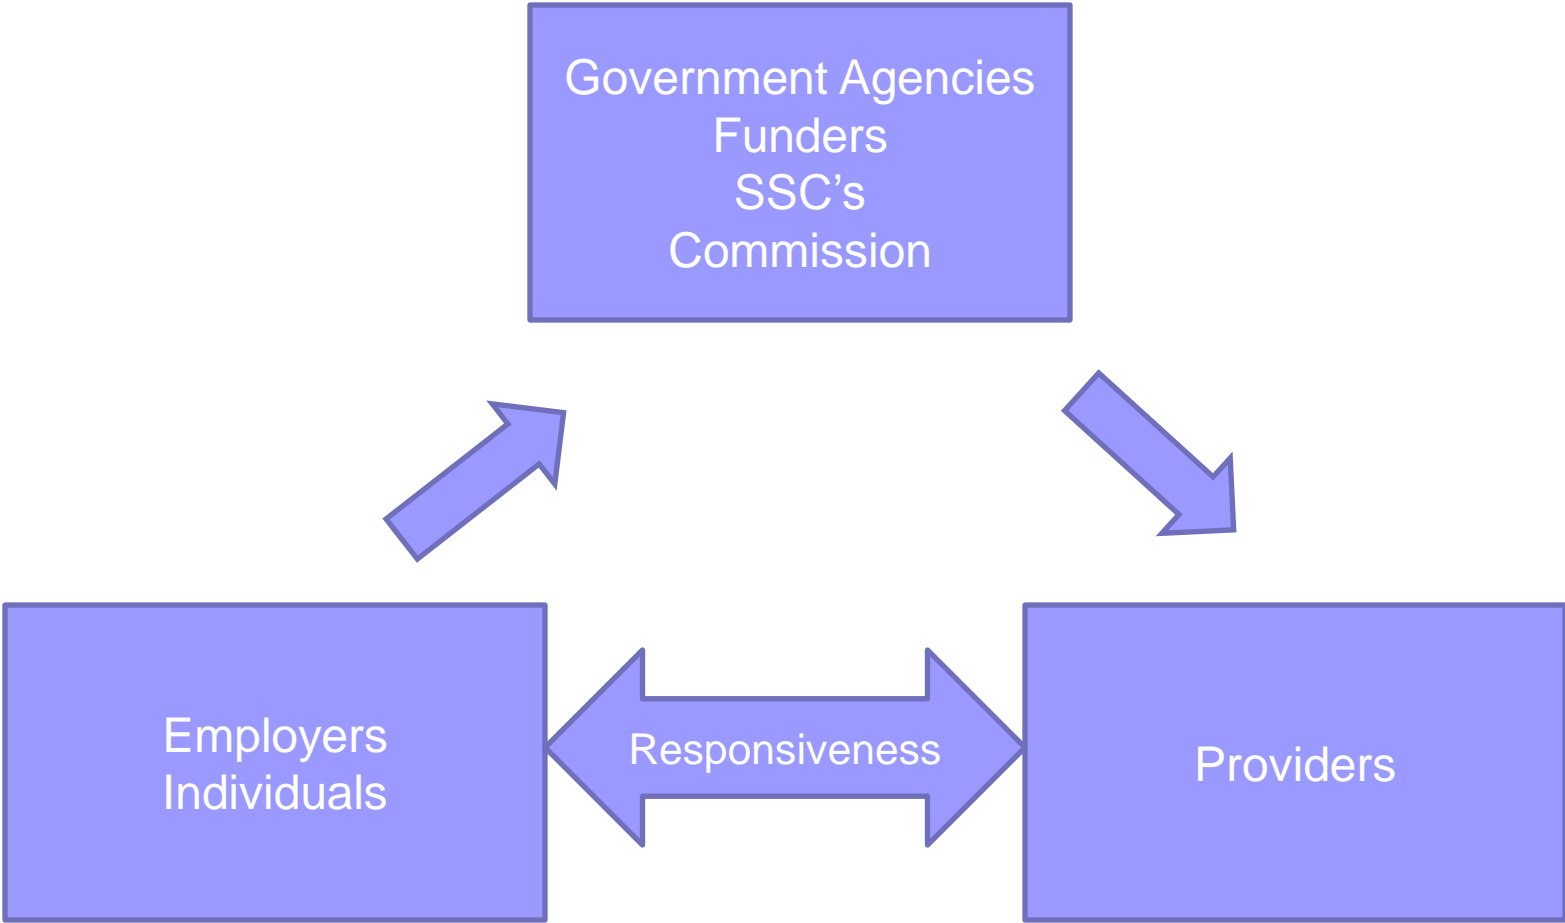 Government Agencies
Funders
SSC’s
Commission
Employers
Individuals
Responsiveness
Providers